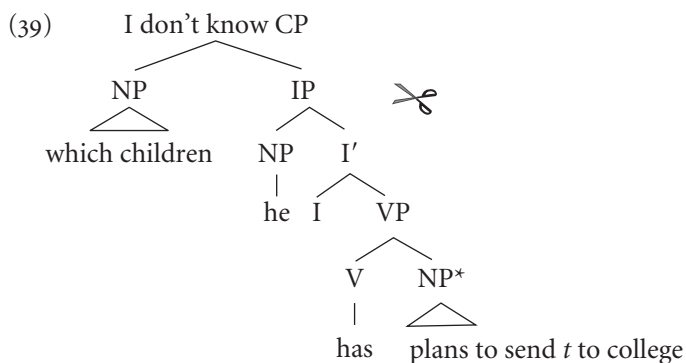 (39) I don't know CP
NP IP
which children NP I′
he I VP
V NP*
has plans to send t to college